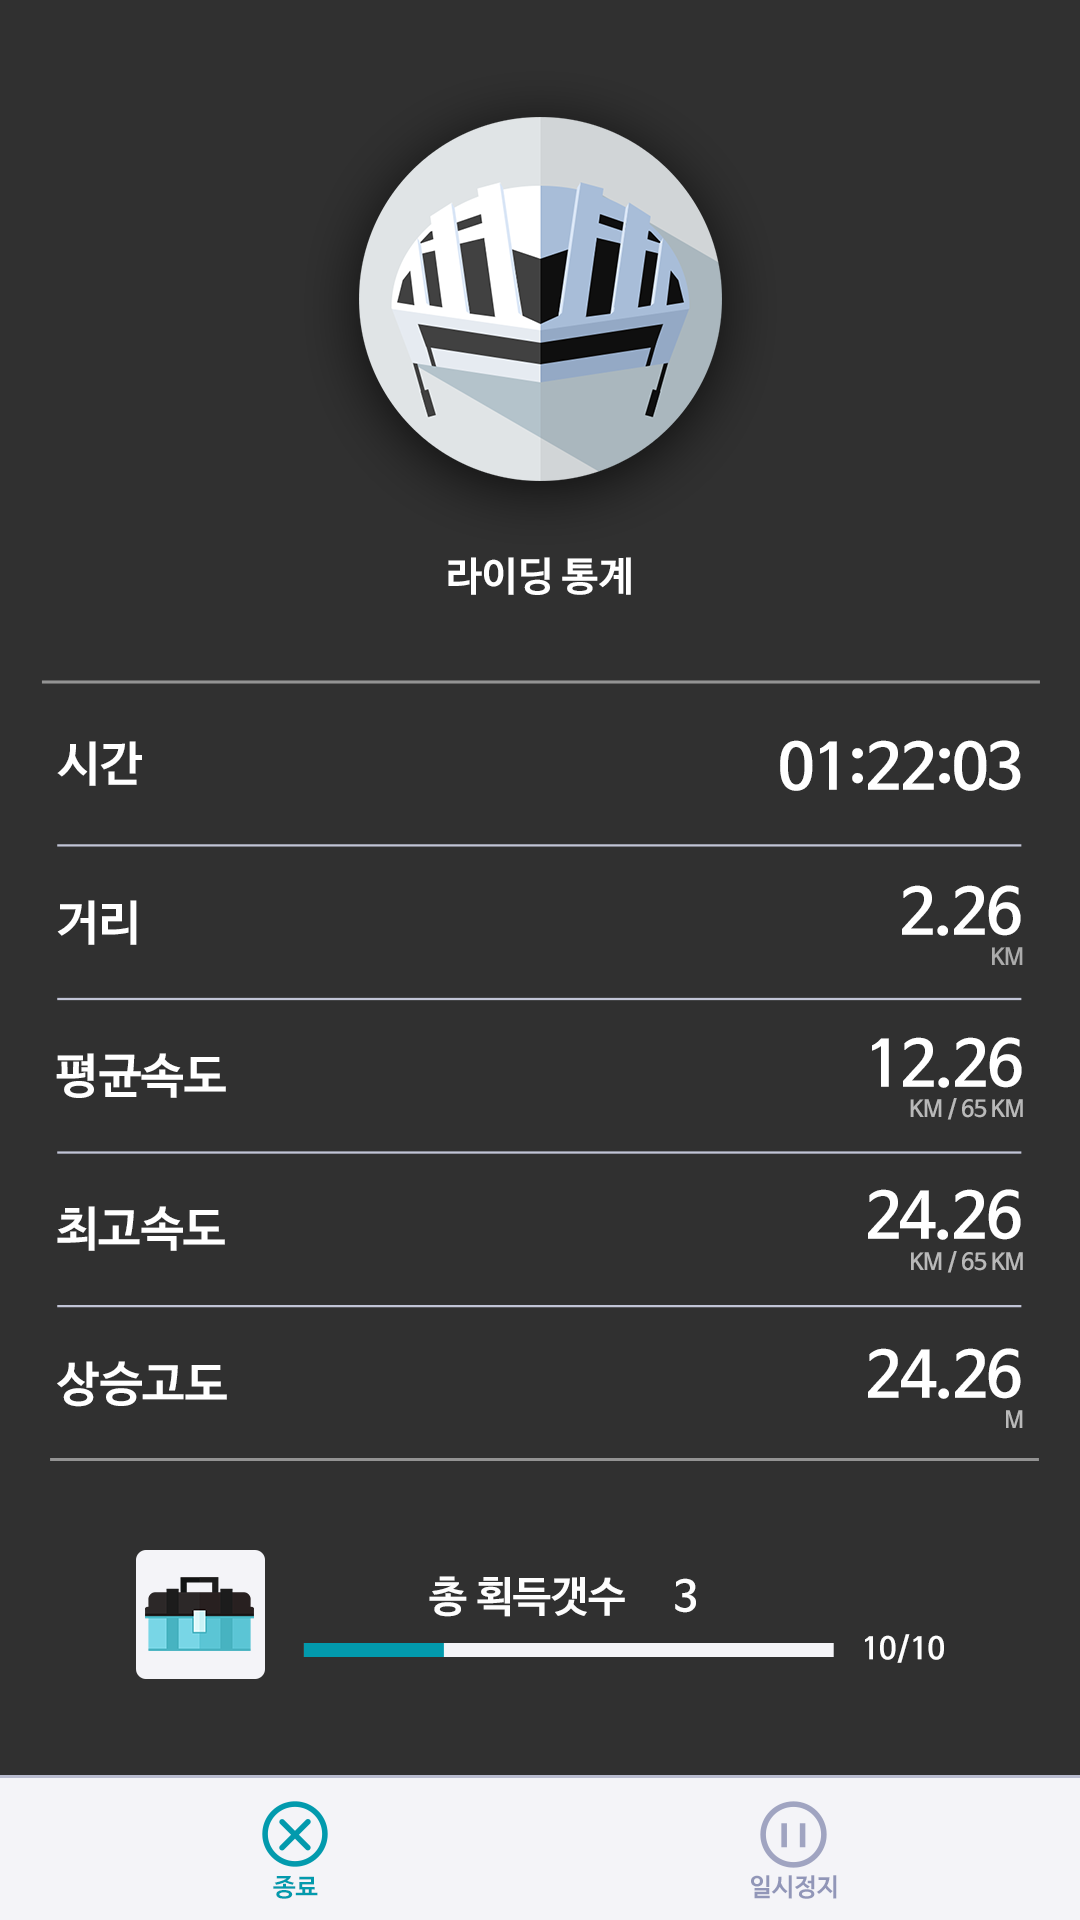 라이딩 통계
시간 01:22:03
거리 2.26
KM
평균속도 12.26
KM / 65 KM
최고속도 24.26
KM / 65 KM
상승고도 24.26
M
총 획득갯수 3
10/10
종료 일시정지